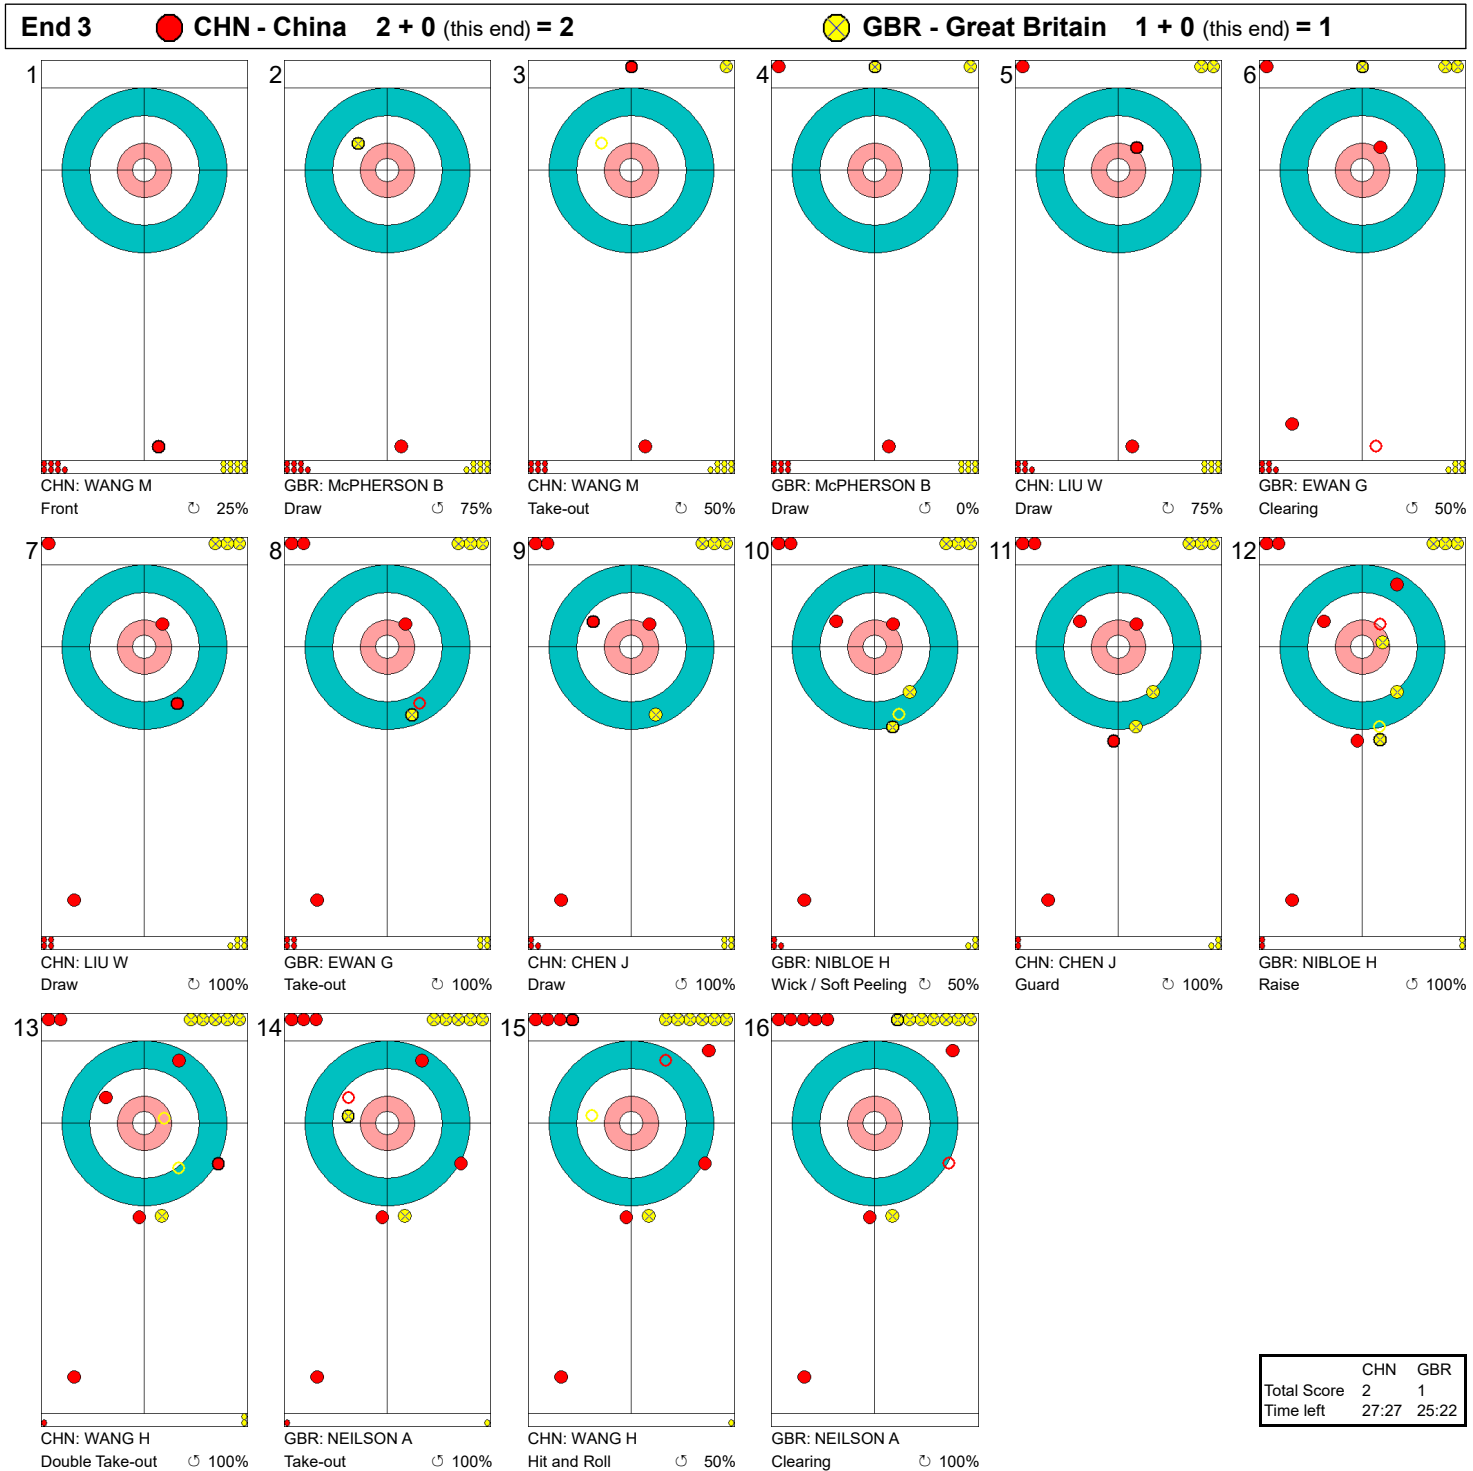 End 3 CHN - China 2 + 0 (this end) = 2 GBR - Great Britain 1 + 0 (this end) = 1
1 2 3 4 5 6
CHN: WANG M GBR: McPHERSON B CHN: WANG M GBR: McPHERSON B CHN: LIU W GBR: EWAN G
Front ↻ 25% Draw ↺ 75% Take-out ↻ 50% Draw ↺ 0% Draw ↺ 75% Clearing ↺ 50%
7 8 9 10 11 12
CHN: LIU W GBR: EWAN G CHN: CHEN J GBR: NIBLOE H CHN: CHEN J GBR: NIBLOE H
Draw ↻ 100% Take-out ↻ 100% Draw ↺ 100% Wick / Soft Peeling ↻ 50% Guard ↻ 100% Raise ↺ 100%
13 14 15 16
CHN: WANG H GBR: NEILSON A CHN: WANG H GBR: NEILSON A
Double Take-out ↺ 100% Take-out ↺ 100% Hit and Roll ↺ 50% Clearing ↺ 100%
CHN GBR
Total Score 2 1
Time left 27:27 25:22